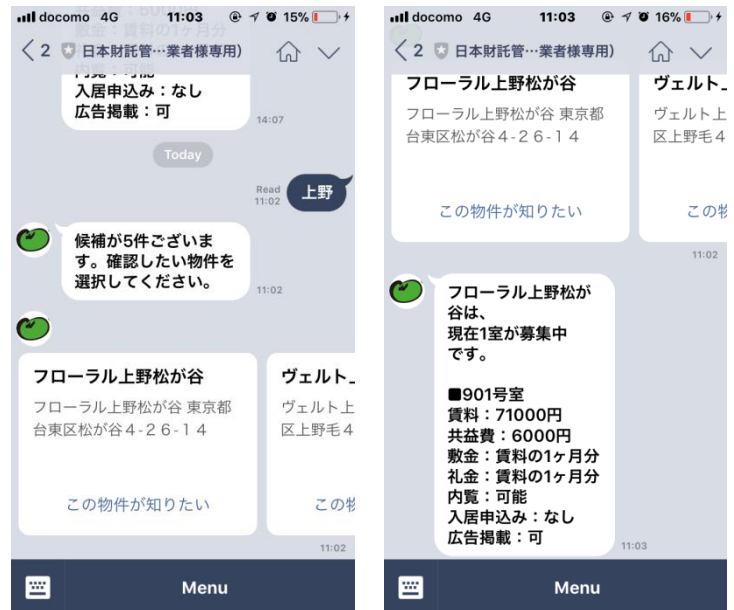 docomo 4G 11:03 15%
2 日本財託管…業者様専用)
入居申込み：なし
広告掲載：可
14:07
Today
Read
11:02
上野
候補が5件ございま
す。確認したい物件を
選択してください。
11:02
フローラル上野松が谷
フローラル上野松が谷 東京都
台東区松が谷４-２６-１４
この物件が知りたい
ヴェルト
ヴェルト上
区上野毛４
この物
11:02
Menu
docomo 4G 11:03 16%
2 日本財託管…業者様専用)
フローラル上野松が谷
フローラル上野松が谷 東京都
台東区松が谷４-２６-１４
この物件が知りたい
ヴェルト
ヴェルト上
区上野毛４
この物
11:02
フローラル上野松が
谷は、
現在1室が募集中
です。
■901号室
賃料：71000円
共益費：6000円
敷金：賃料の1ヶ月分
礼金：賃料の1ヶ月分
内覧：可能
入居申込み：なし
広告掲載：可
11:03
Menu